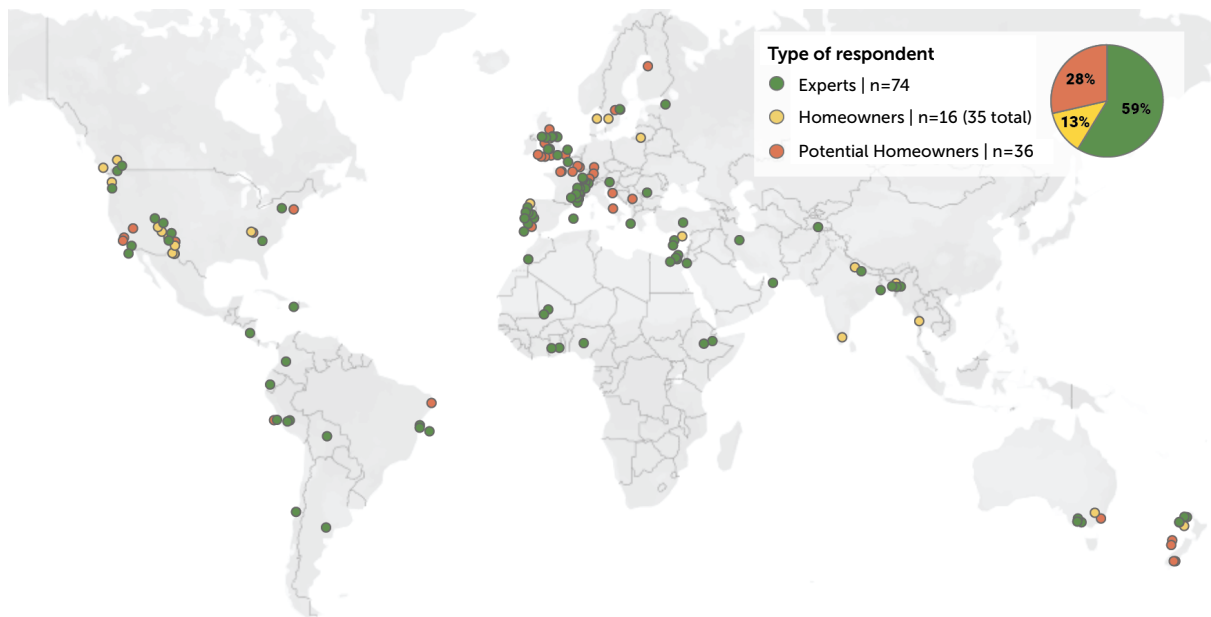 Type of respondent
Experts | n=74
Homeowners | n=16 (35 total)
Potential Homeowners | n=36
28%
59%
13%